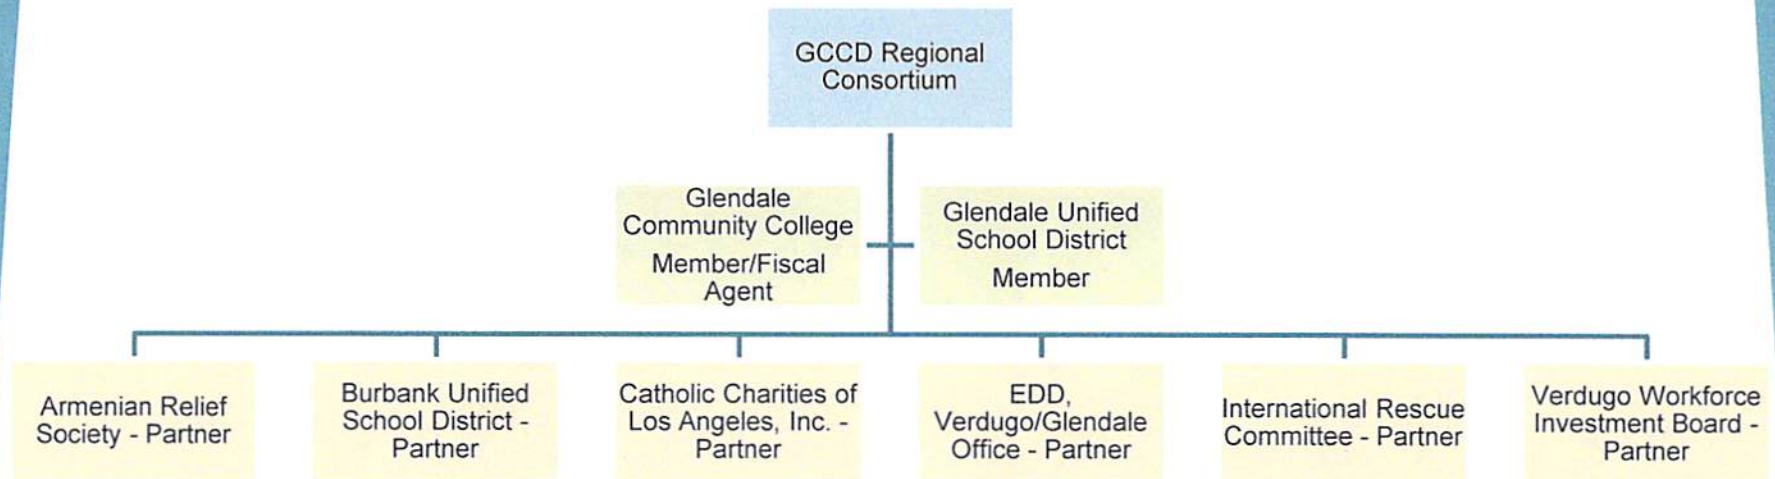 GCCD Regional
Consortium
Glendale
Community College
Member/Fiscal
Agent
Glendale Unified
School District
Member
Armenian Relief
Society - Partner
Burbank Unified
School District -
Partner
Catholic Charities of
Los Angeles, Inc. -
Partner
EDD,
Verdugo/Glendale
Office - Partner
International Rescue
Committee - Partner
Verdugo Workforce
Investment Board -
Partner